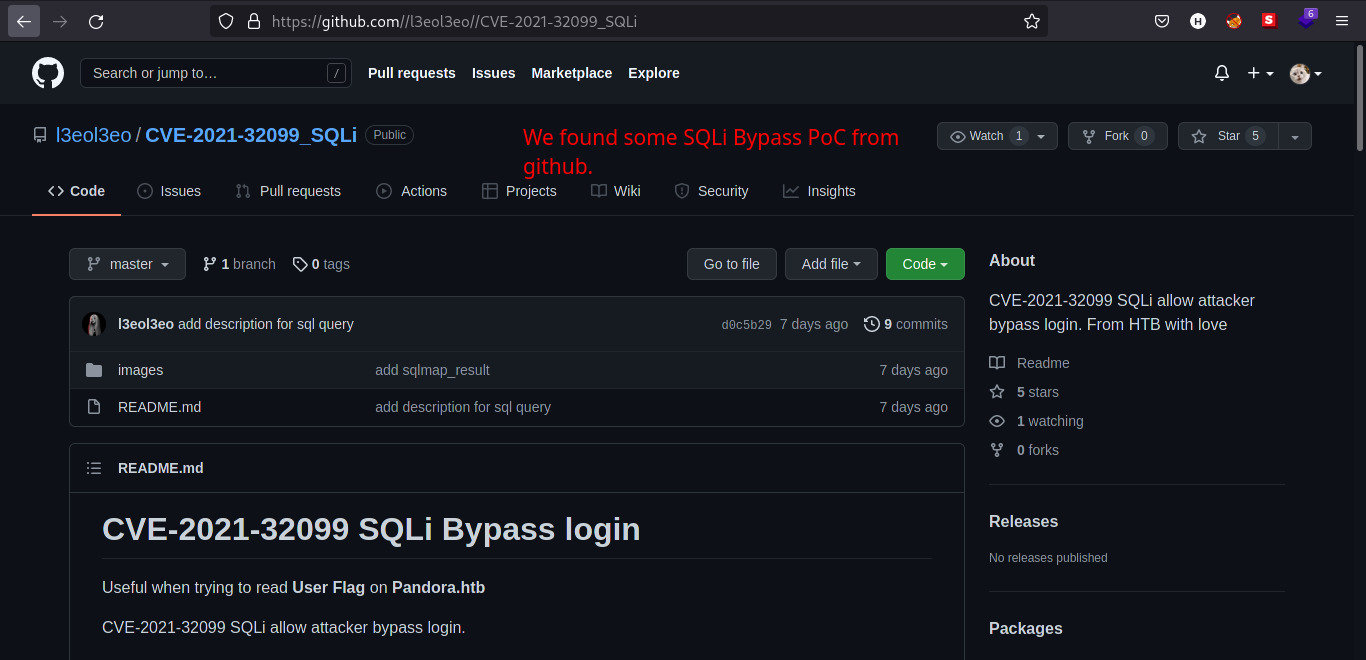 https://github.com//l3eol3eo//CVE-2021-32099_SQLi
H
S
6
Search or jump to…
/
Pull requests Issues Marketplace Explore
l3eol3eo / CVE-2021-32099_SQLi Public
We found some SQLi Bypass PoC from
github.
Watch 1
Fork 0
Star 5
Code Issues Pull requests Actions Projects Wiki Security Insights
master 1 branch 0 tags
Go to file Add file Code
l3eol3eo add description for sql query d0c5b29 7 days ago 9 commits
images add sqlmap_result 7 days ago
README.md add description for sql query 7 days ago
README.md
CVE-2021-32099 SQLi Bypass login
Useful when trying to read User Flag on Pandora.htb
CVE-2021-32099 SQLi allow attacker bypass login.
About
CVE-2021-32099 SQLi allow attacker
bypass login. From HTB with love
Readme
5 stars
1 watching
0 forks
Releases
No releases published
Packages